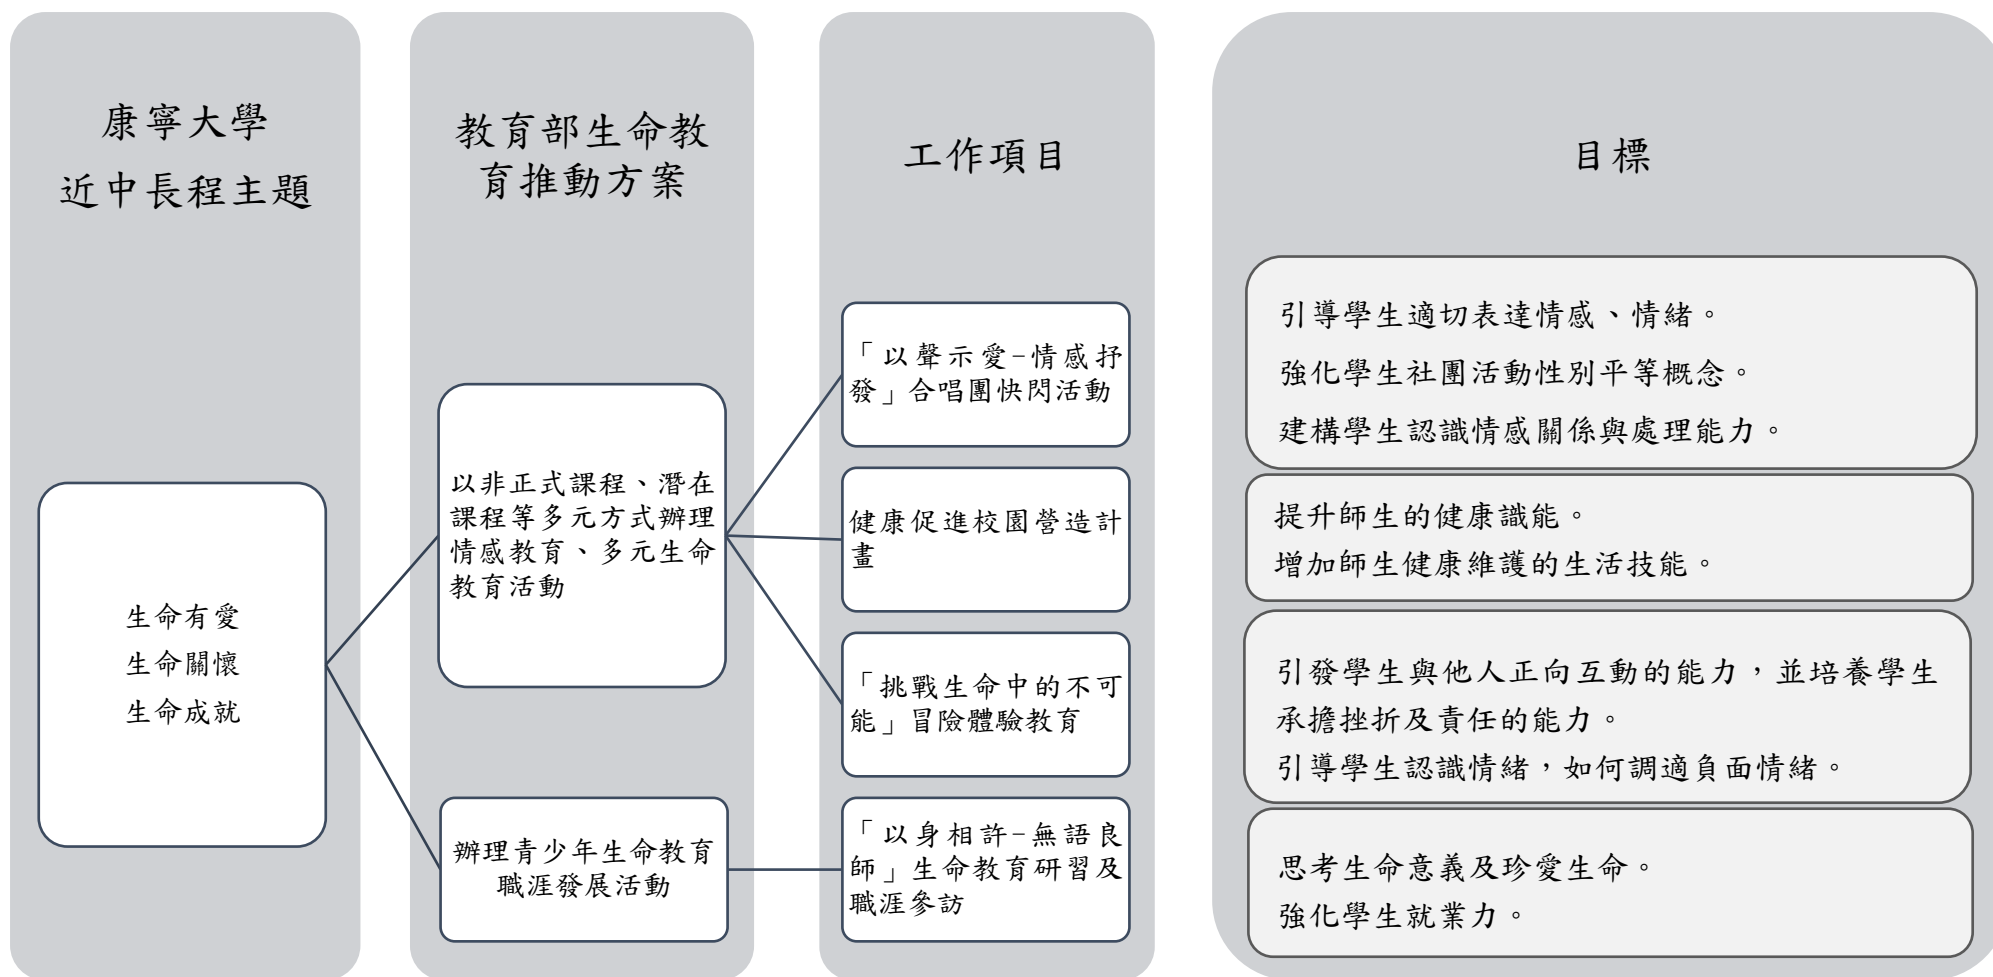 康寧大學
近中長程主題
教育部生命教
育推動方案
工作項目
目標
生命有愛
生命關懷
生命成就
以非正式課程、潛在
課程等多元方式辦理
情感教育、多元生命
教育活動
辦理青少年生命教育
職涯發展活動
「以聲示愛-情感抒
發」合唱團快閃活動
健康促進校園營造計
畫
「挑戰生命中的不可
能」冒險體驗教育
「以身相許-無語良
師」生命教育研習及
職涯參訪
引導學生適切表達情感、情緒。
強化學生社團活動性別平等概念。
建構學生認識情感關係與處理能力。
提升師生的健康識能。
增加師生健康維護的生活技能。
引發學生與他人正向互動的能力，並培養學生
承擔挫折及責任的能力。
引導學生認識情緒，如何調適負面情緒。
思考生命意義及珍愛生命。
強化學生就業力。